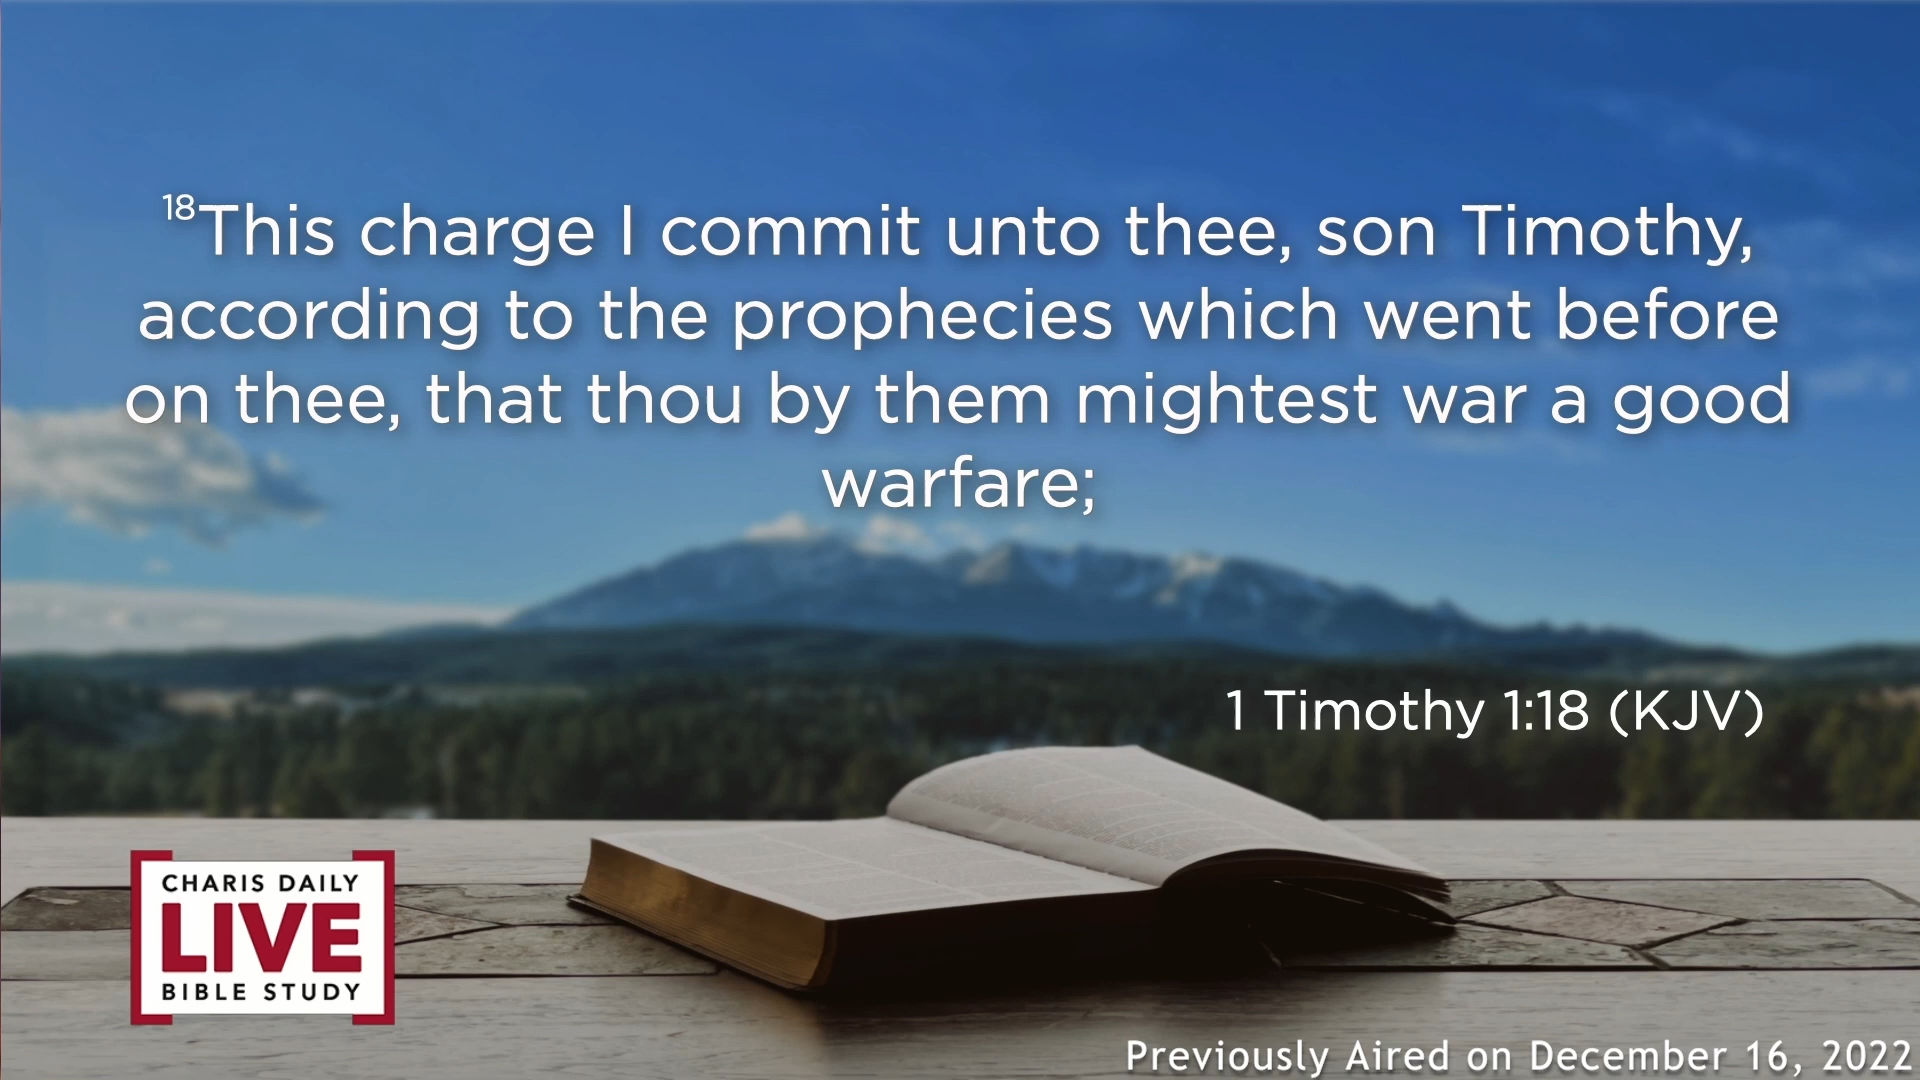 18This charge I commit unto thee, son Timothy,
according to the prophecies which went before
on thee, that thou by them mightest war a good
warfare;
1 Timothy 1:18 (KJV)
CHARIS DAILY
LIVE
BIBLE STUDY
Previously Aired on December 16, 2022